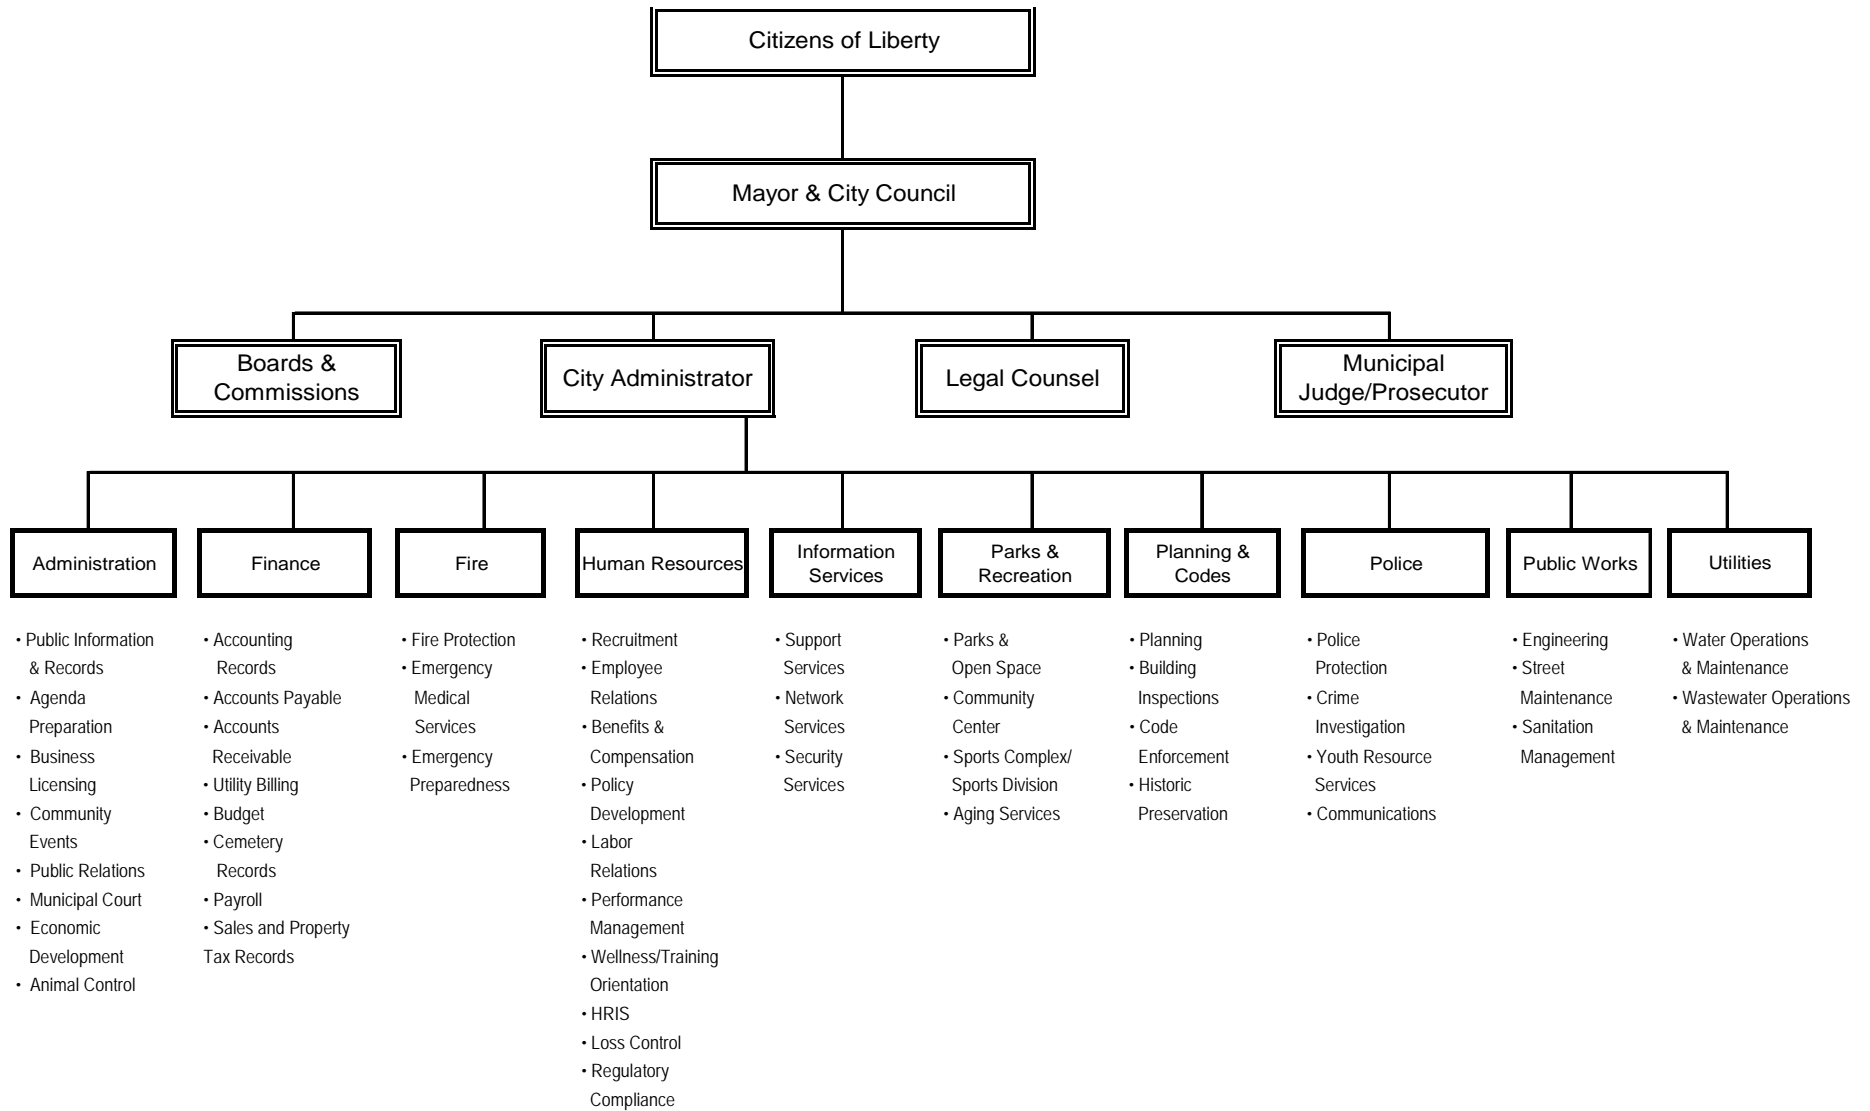 Citizens of Liberty
Mayor & City Council
Boards &
Commissions
City Administrator
Legal Counsel
Municipal
Judge/Prosecutor
Administration
Finance
Fire
Human Resources
Information
Services
Parks &
Recreation
Planning &
Codes
Police
Public Works
Utilities
• Public Information
& Records
• Agenda
Preparation
• Business
Licensing
• Community
Events
• Public Relations
• Municipal Court
• Economic
Development
• Animal Control
• Accounting
Records
• Accounts Payable
• Accounts
Receivable
• Utility Billing
• Budget
• Cemetery
Records
• Payroll
• Sales and Property
Tax Records
• Fire Protection
• Emergency
Medical
Services
• Emergency
Preparedness
• Recruitment
• Employee
Relations
• Benefits &
Compensation
• Policy
Development
• Labor
Relations
• Performance
Management
• Wellness/Training
Orientation
• HRIS
• Loss Control
• Regulatory
Compliance
• Support
Services
• Network
Services
• Security
Services
• Parks &
Open Space
• Community
Center
• Sports Complex/
Sports Division
• Aging Services
• Planning
• Building
Inspections
• Code
Enforcement
• Historic
Preservation
• Police
Protection
• Crime
Investigation
• Youth Resource
Services
• Communications
• Engineering
• Street
Maintenance
• Sanitation
Management
• Water Operations
& Maintenance
• Wastewater Operations
& Maintenance